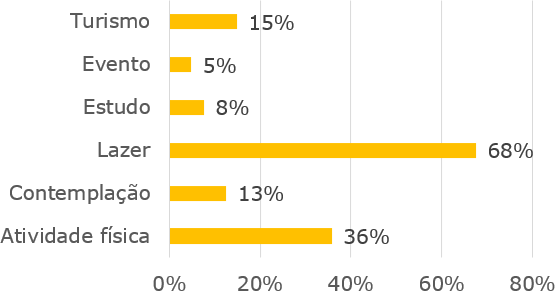 Turismo 15%
Evento 5%
Estudo 8%
Lazer 68%
Contemplação 13%
Atividade física 36%
0% 20% 40% 60% 80%